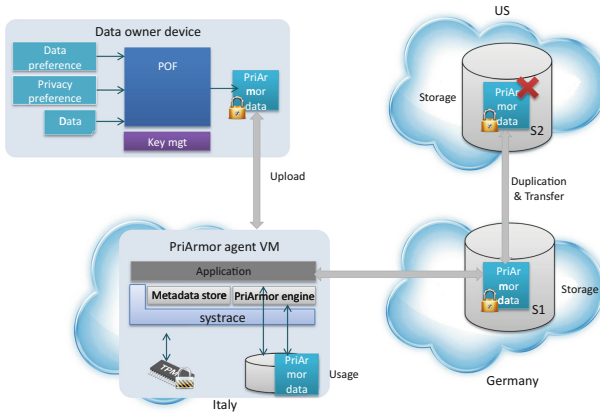 Data owner device
Data
preference
Privacy
preference
Data
POF
Key mgt
PriAr
mor
data
Upload
US
Storage
PriAr
mor
data
S2
Duplication
& Transfer
PriArmor agent VM
Application
Metadata store
PriArmor engine
systrace
TPM
PriAr
mor
data
Usage
Italy
PriAr
mor
data
S1
Storage
Germany